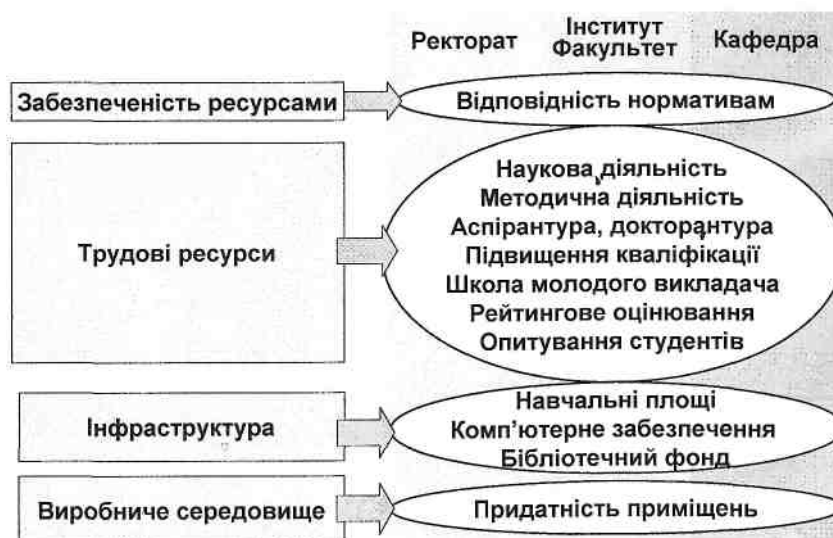 Ректорат
Інститут
Факультет
Кафедра
Забезпеченість ресурсами
Відповідність нормативам
Трудові ресурси
Наукова діяльність
Методична діяльність
Аспірантура, докторантура
Підвищення кваліфікації
Школа молодого викладача
Рейтингове оцінювання
Опитування студентів
Інфраструктура
Навчальні площі
Комп'ютерне забезпечення
Бібліотечний фонд
Виробниче середовище
Придатність приміщень